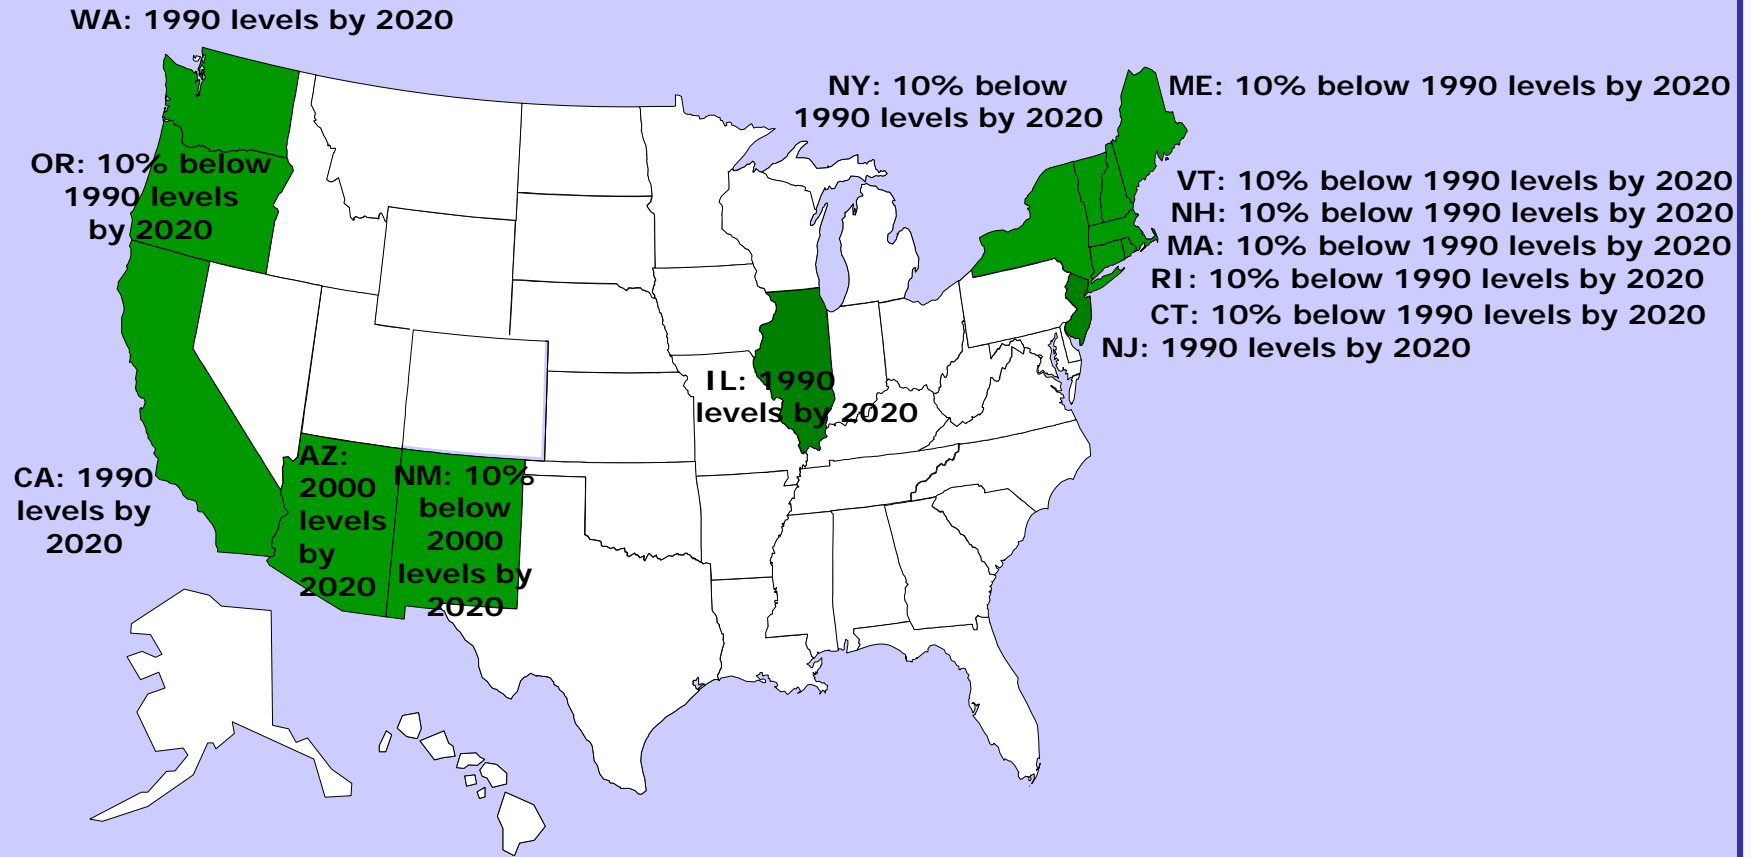 WA: 1990 levels by 2020
NY: 10% below
1990 levels by 2020
ME: 10% below 1990 levels by 2020
OR: 10% below
1990 levels
by 2020
VT: 10% below 1990 levels by 2020
NH: 10% below 1990 levels by 2020
MA: 10% below 1990 levels by 2020
RI: 10% below 1990 levels by 2020
CT: 10% below 1990 levels by 2020
NJ: 1990 levels by 2020
IL: 1990
levels by 2020
CA: 1990
levels by
2020
AZ:
2000
levels
by
2020
NM: 10%
below
2000
levels by
2020